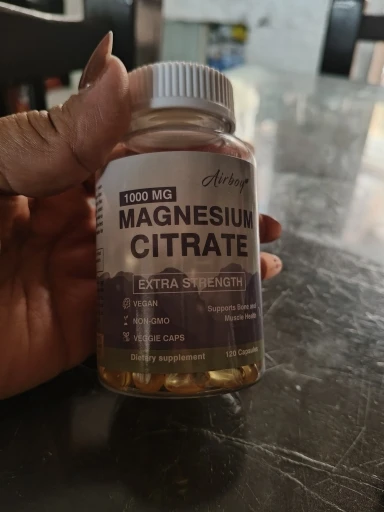 Airboy
1000 MG
MAGNESIUM
CITRATE
EXTRA STRENGTH
VEGAN
Supports Bone and
Muscle Health
NON-GMO
VEGGIE CAPS
Dietary supplement
120 Capsules